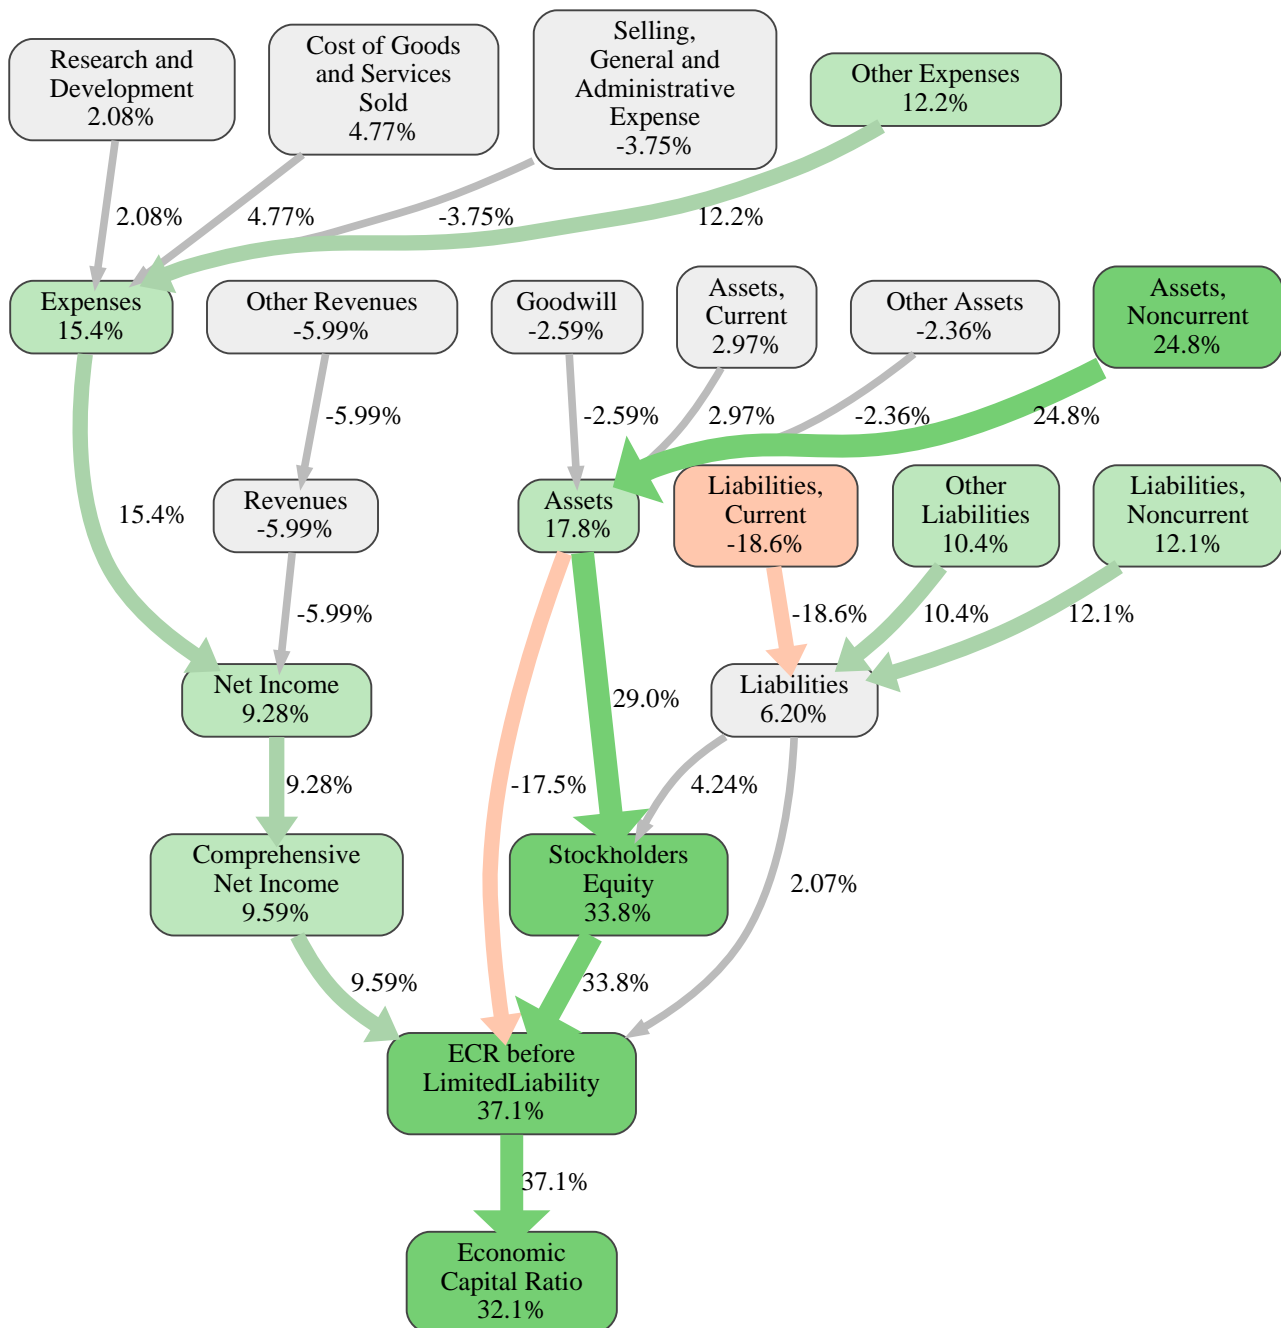 Research and
Development
2.08%
Cost of Goods
and Services
Sold
4.77%
Selling,
General and
Administrative
Expense
-3.75%
Other Expenses
12.2%
2.08%
4.77%
-3.75%
12.2%
Expenses
15.4%
Other Revenues
-5.99%
Goodwill
-2.59%
Assets,
Current
2.97%
Other Assets
-2.36%
Assets,
Noncurrent
24.8%
-5.99%
-2.59%
2.97%
-2.36%
24.8%
15.4%
Revenues
-5.99%
Assets
17.8%
Liabilities,
Current
-18.6%
Other
Liabilities
10.4%
Liabilities,
Noncurrent
12.1%
-5.99%
-18.6%
10.4%
12.1%
Net Income
9.28%
29.0%
Liabilities
6.20%
9.28%
-17.5%
4.24%
Comprehensive
Net Income
9.59%
Stockholders
Equity
33.8%
2.07%
9.59%
33.8%
ECR before
LimitedLiability
37.1%
37.1%
Economic
Capital Ratio
32.1%